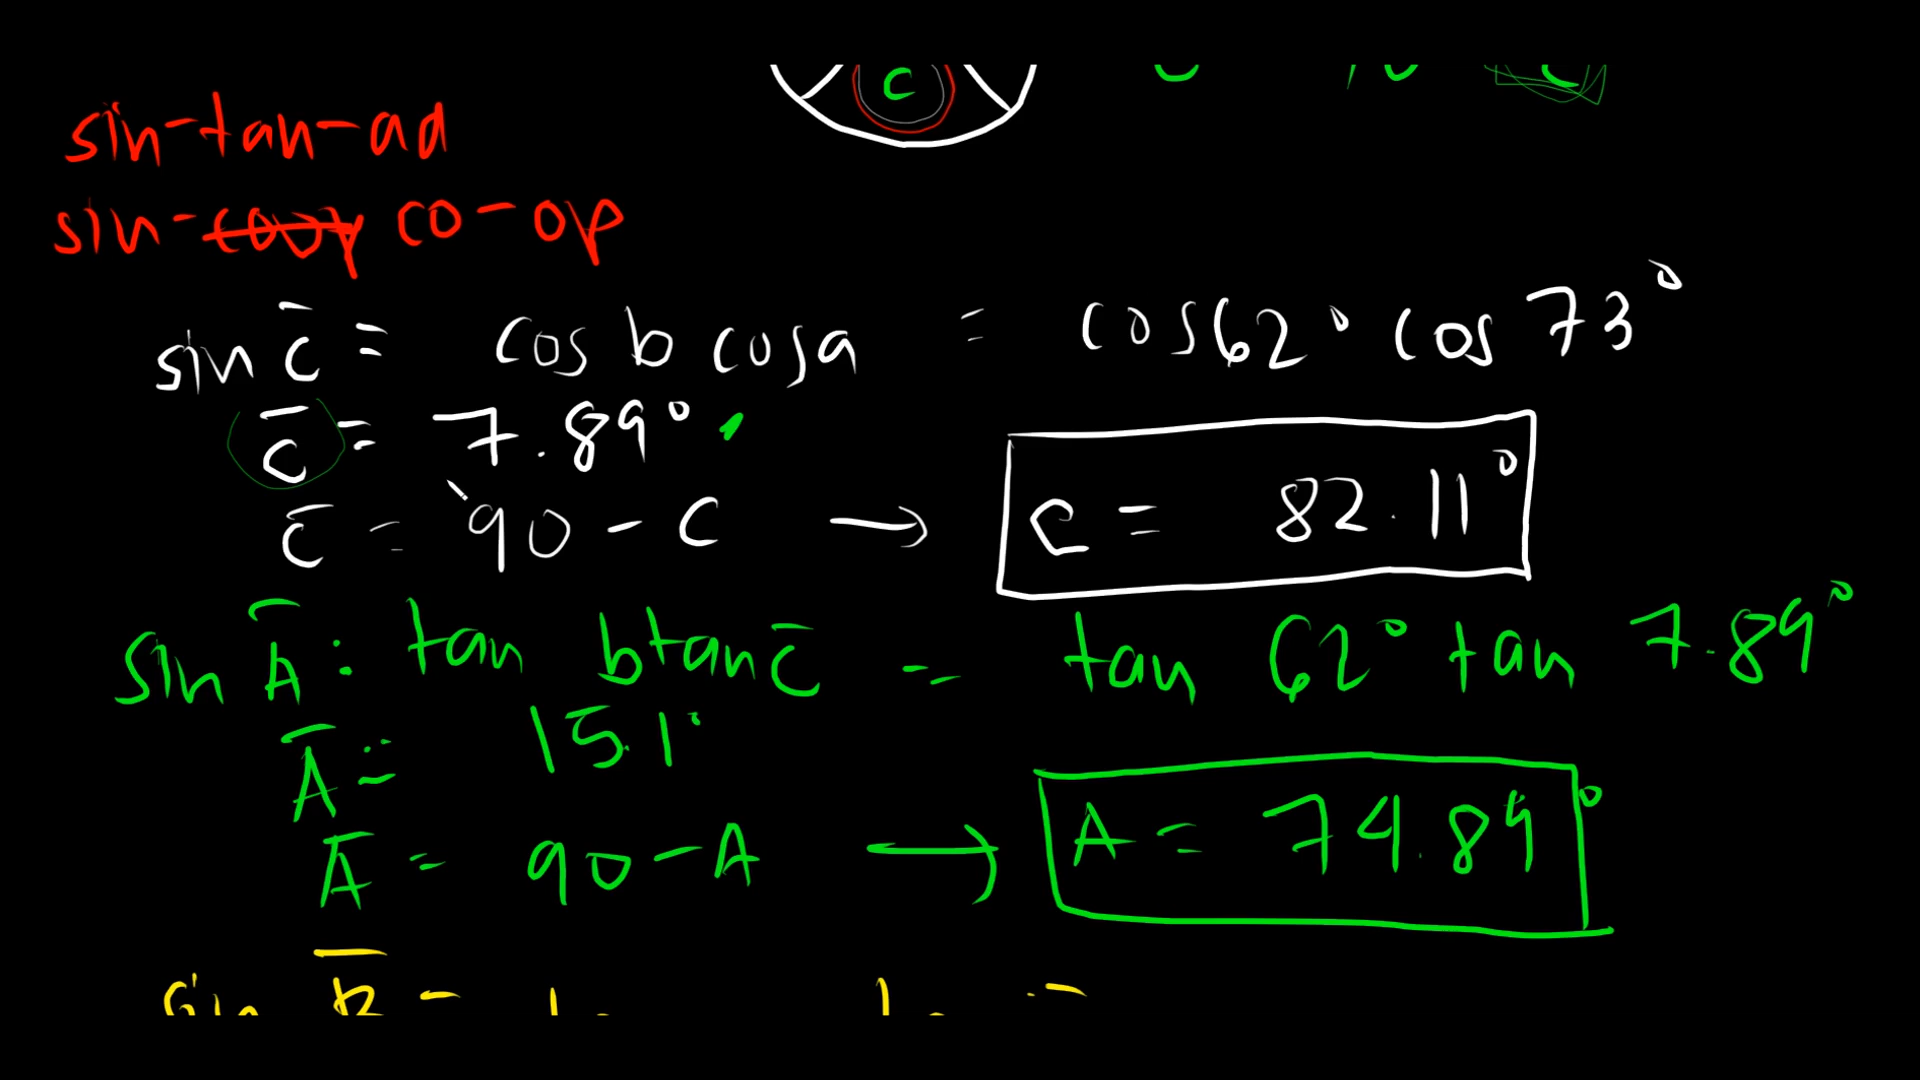 c
sin-tan-ad
sin- co-op
sin c̄ = cos b cos a = cos 62° cos 73°
c̄ = 7.89°
c̄ = 90 - c → c = 82.11°
sin Ā : tan b tan c̄ = tan 62° tan 7.89°
Ā = 15.1°
Ā = 90 - A → A = 74.89°